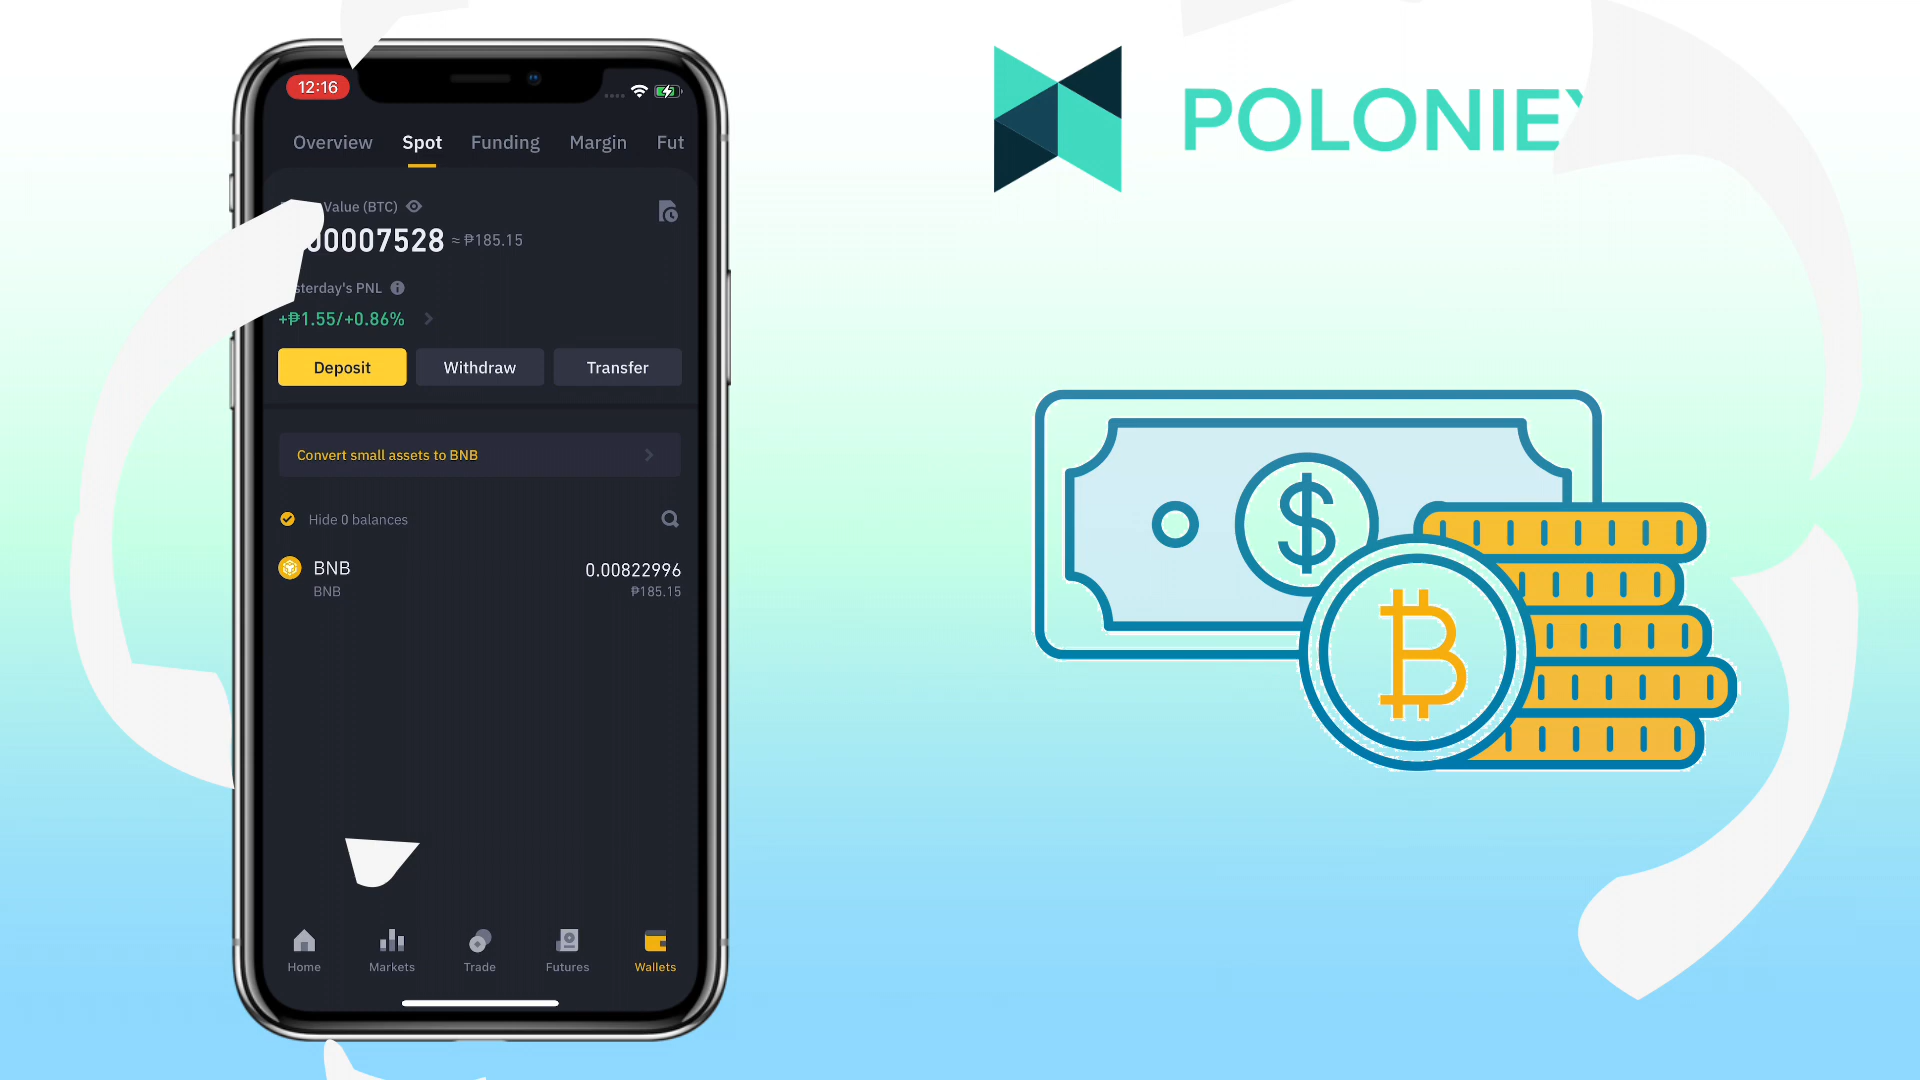 12:16
Overview Spot Funding Margin Fut
Value (BTC)
00007528 ≈ ₱185.15
sterday's PNL
+₱1.55/+0.86%
Deposit Withdraw Transfer
Convert small assets to BNB
Hide 0 balances
BNB 0.00822996
BNB ₱185.15
Home Markets Trade Futures Wallets
POLONIEX
$